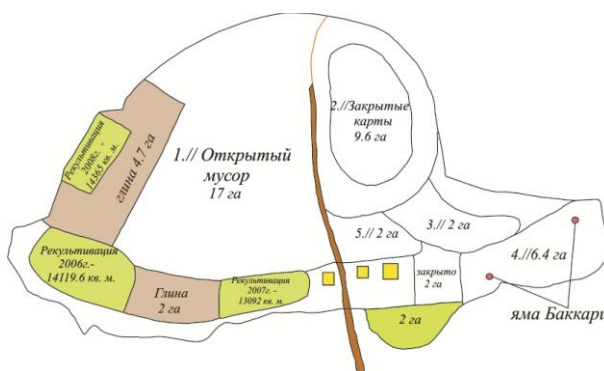 Рекультивация
2008г. -
14365 кв. м.
глина 4.7 га
1.// Открытый
мусор
17 га
2.//Закрытые
карты
9.6 га
3.// 2 га
5.// 2 га
4.//6.4 га
Рекультивация
2006г.-
14119.6 кв. м.
Глина
2 га
Рекультивация
2007г.-
13092 кв. м.
закрыто
2 га
2 га
яма Баккари